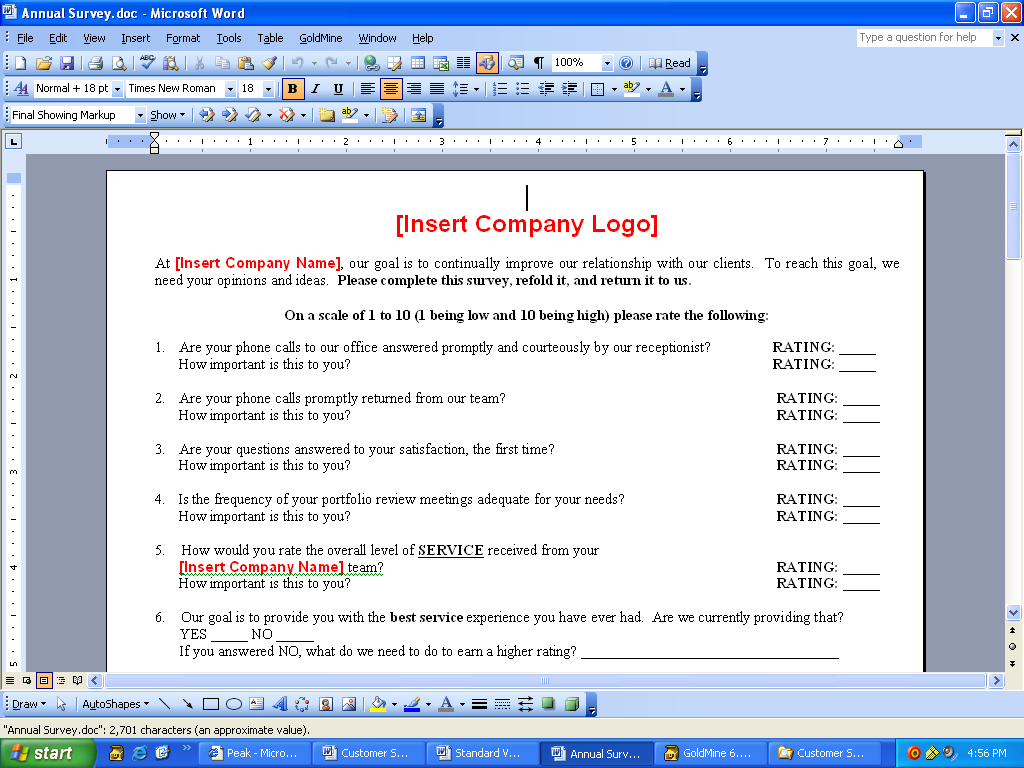 Annual Survey.doc - Microsoft Word
File Edit View Insert Format Tools Table GoldMine Window Help Type a question for help
100% Read
Normal + 18 pt Times New Roman 18 B I U
Final Showing Markup Show
1 2 3 4 5 6 7
[Insert Company Logo]
At [Insert Company Name], our goal is to continually improve our relationship with our clients. To reach this goal, we
need your opinions and ideas. Please complete this survey, refold it, and return it to us.
On a scale of 1 to 10 (1 being low and 10 being high) please rate the following:
1. Are your phone calls to our office answered promptly and courteously by our receptionist? RATING: _____
How important is this to you? RATING: _____
2. Are your phone calls promptly returned from our team? RATING: _____
How important is this to you? RATING: _____
3. Are your questions answered to your satisfaction, the first time? RATING: _____
How important is this to you? RATING: _____
4. Is the frequency of your portfolio review meetings adequate for your needs? RATING: _____
How important is this to you? RATING: _____
5. How would you rate the overall level of SERVICE received from your
[Insert Company Name] team? RATING: _____
How important is this to you? RATING: _____
6. Our goal is to provide you with the best service experience you have ever had. Are we currently providing that?
YES _____ NO _____
If you answered NO, what do we need to do to earn a higher rating? __________________________________
Draw AutoShapes
"Annual Survey.doc": 2,701 characters (an approximate value).
start Peak - Micro... Customer S... Standard V... Annual Surv... GoldMine 6.... Customer S... 4:56 PM